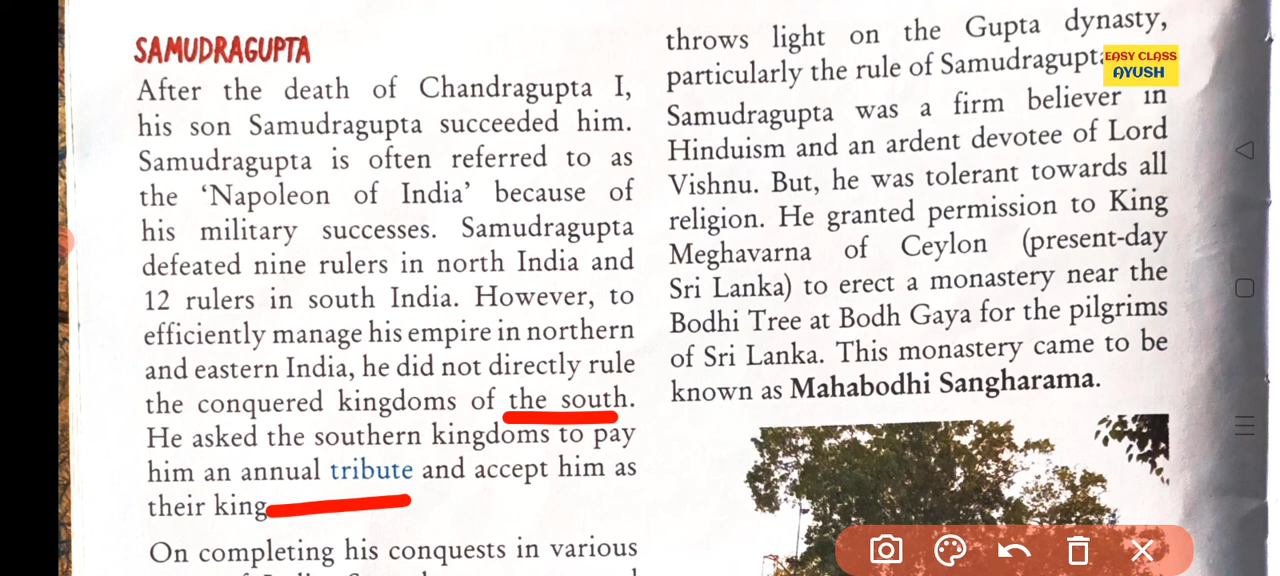 SAMUDRAGUPTA
After the death of Chandragupta I,
his son Samudragupta succeeded him.
Samudragupta is often referred to as
the ‘Napoleon of India’ because of
his military successes. Samudragupta
defeated nine rulers in north India and
12 rulers in south India. However, to
efficiently manage his empire in northern
and eastern India, he did not directly rule
the conquered kingdoms of the south.
He asked the southern kingdoms to pay
him an annual tribute and accept him as
their king
On completing his conquests in various
throws light on the Gupta dynasty,
particularly the rule of Samudragupta
EASY CLASS
AYUSH
Samudragupta was a firm believer in
Hinduism and an ardent devotee of Lord
Vishnu. But, he was tolerant towards all
religion. He granted permission to King
Meghavarna of Ceylon (present-day
Sri Lanka) to erect a monastery near the
Bodhi Tree at Bodh Gaya for the pilgrims
of Sri Lanka. This monastery came to be
known as Mahabodhi Sangharama.